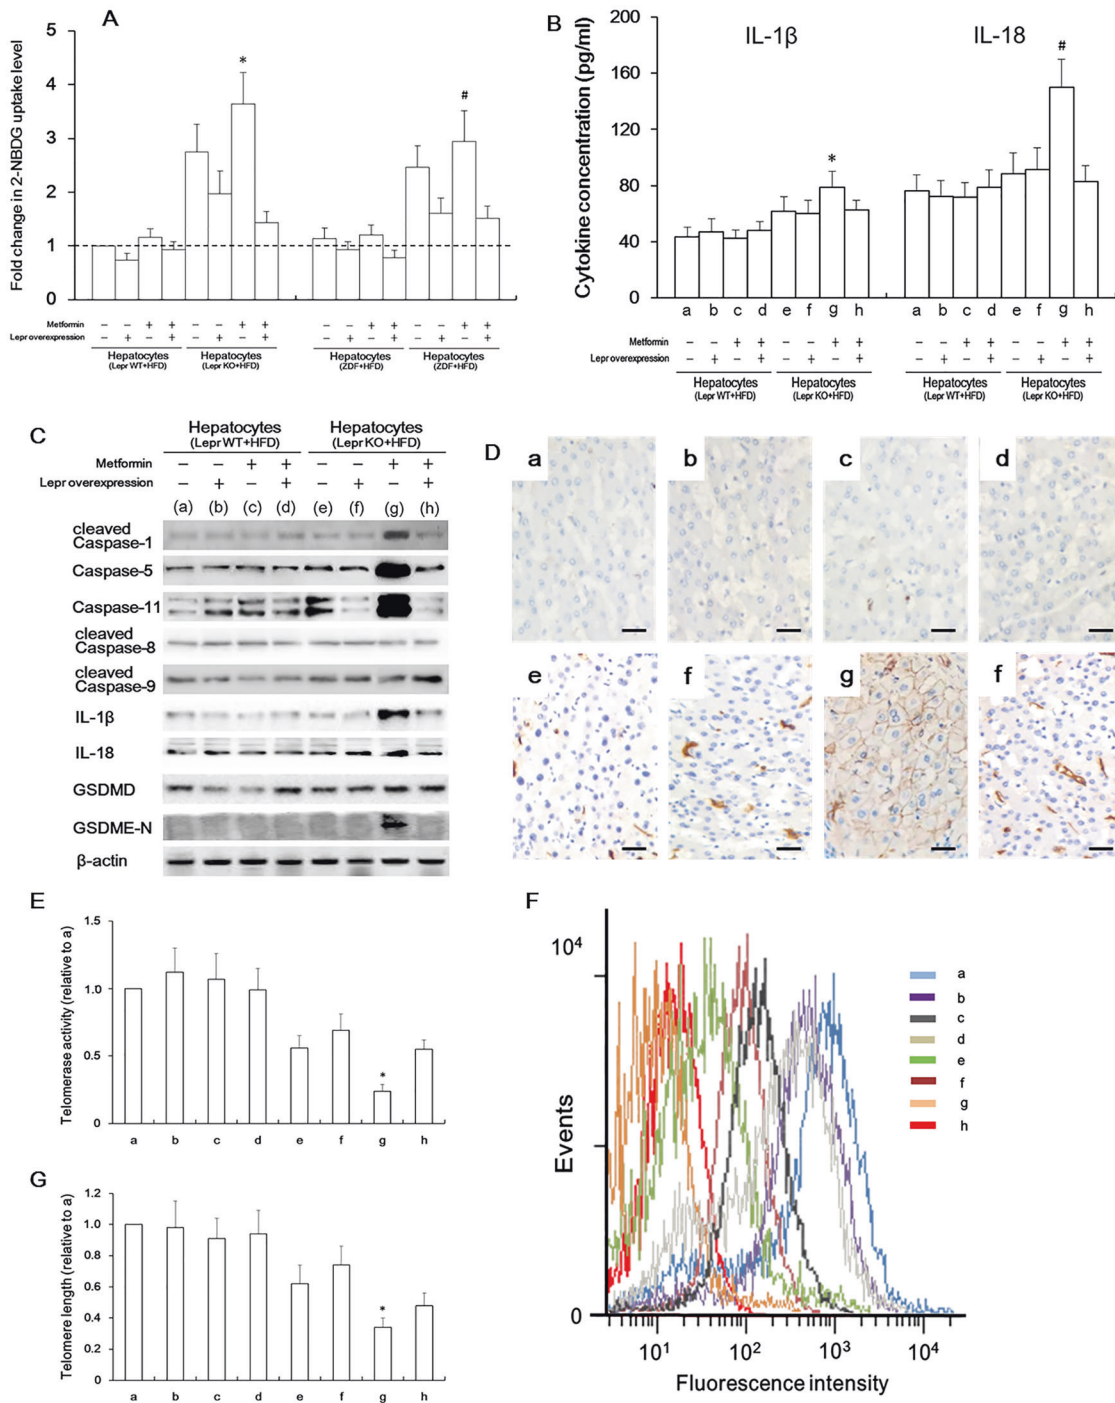 A
Fold change in 2-NBDG uptake level
5
4
3
2
1
0
*
#
Metformin − − + + − − + + − − + + − − + +
Lepr overexpression − + − + − + − + − + − + − + − +
Hepatocytes Hepatocytes Hepatocytes Hepatocytes
(Lepr WT+HFD) (Lepr KO+HFD) (ZDF+HFD) (ZDF+HFD)
B
IL-1β IL-18
Cytokine concentration (pg/ml)
200
160
120
80
40
0
*
#
a b c d e f g h a b c d e f g h
Metformin − − + + − − + + − − + + − − + +
Lepr overexpression − + − + − + − + − + − + − + − +
Hepatocytes Hepatocytes Hepatocytes Hepatocytes
(Lepr WT+HFD) (Lepr KO+HFD) (Lepr WT+HFD) (Lepr KO+HFD)
C
Hepatocytes Hepatocytes
(Lepr WT+HFD) (Lepr KO+HFD)
Metformin − − + + − − + +
Lepr overexpression − + − + − + − +
(a) (b) (c) (d) (e) (f) (g) (h)
cleaved
Caspase-1
Caspase-5
Caspase-11
cleaved
Caspase-8
cleaved
Caspase-9
IL-1β
IL-18
GSDMD
GSDME-N
β-actin
D
a b c d
e f g f
E
Telomerase activity (relative to a)
1.5
1.0
0.5
0
*
a b c d e f g h
F
Events
10⁴
0
10¹ 10² 10³ 10⁴
Fluorescence intensity
a
b
c
d
e
f
g
h
G
Telomere length (relative to a)
1.2
1.0
0.8
0.6
0.4
0.2
0
*
a b c d e f g h